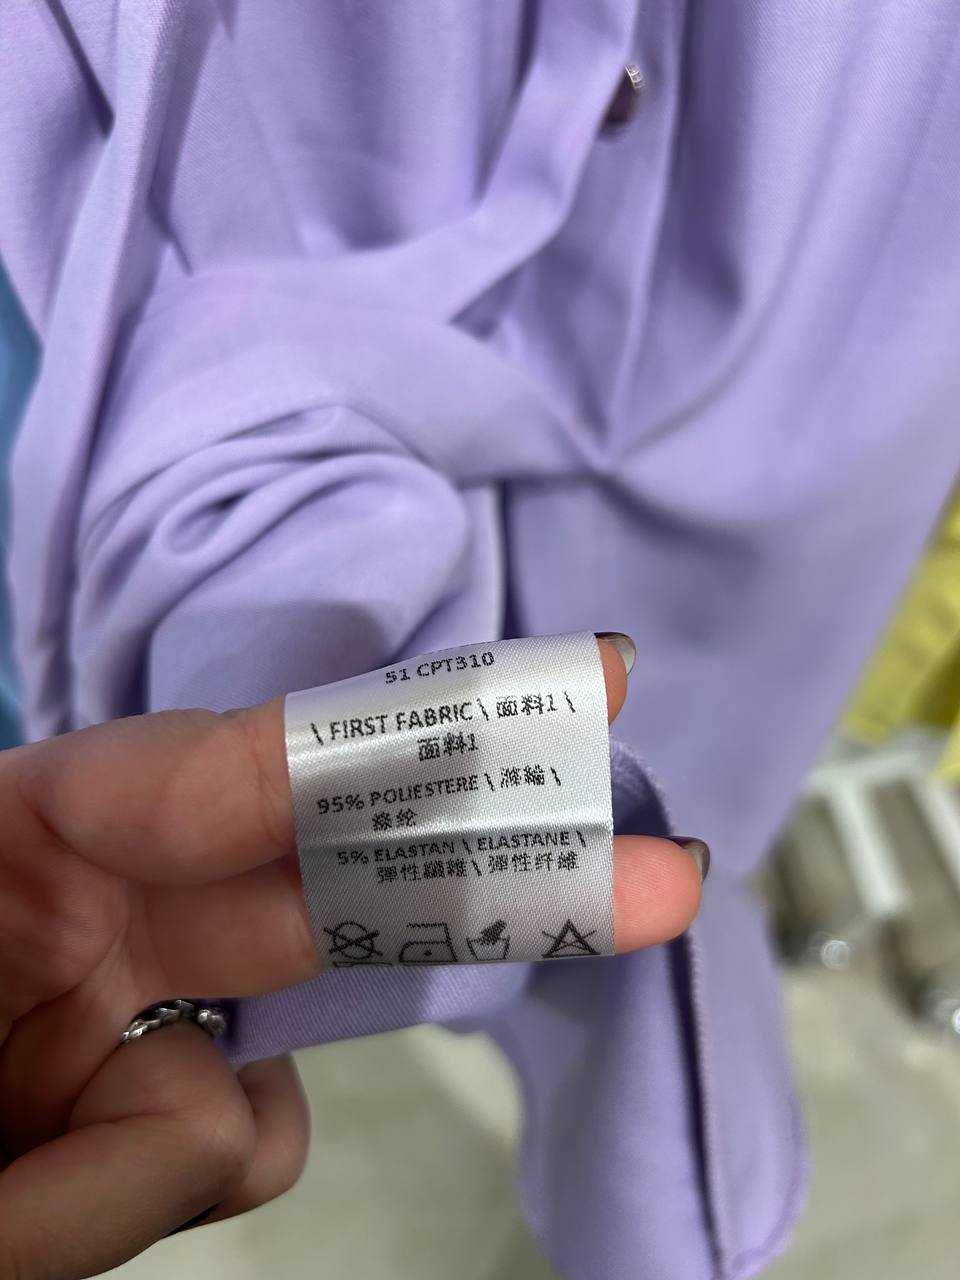 51 CPT310
\ FIRST FABRIC \ 面料1 \
面料1
95% POLIESTERE \ 滌綸 \
涤纶
5% ELASTAN \ ELASTANE \
彈性纖維 \ 弹性纤维